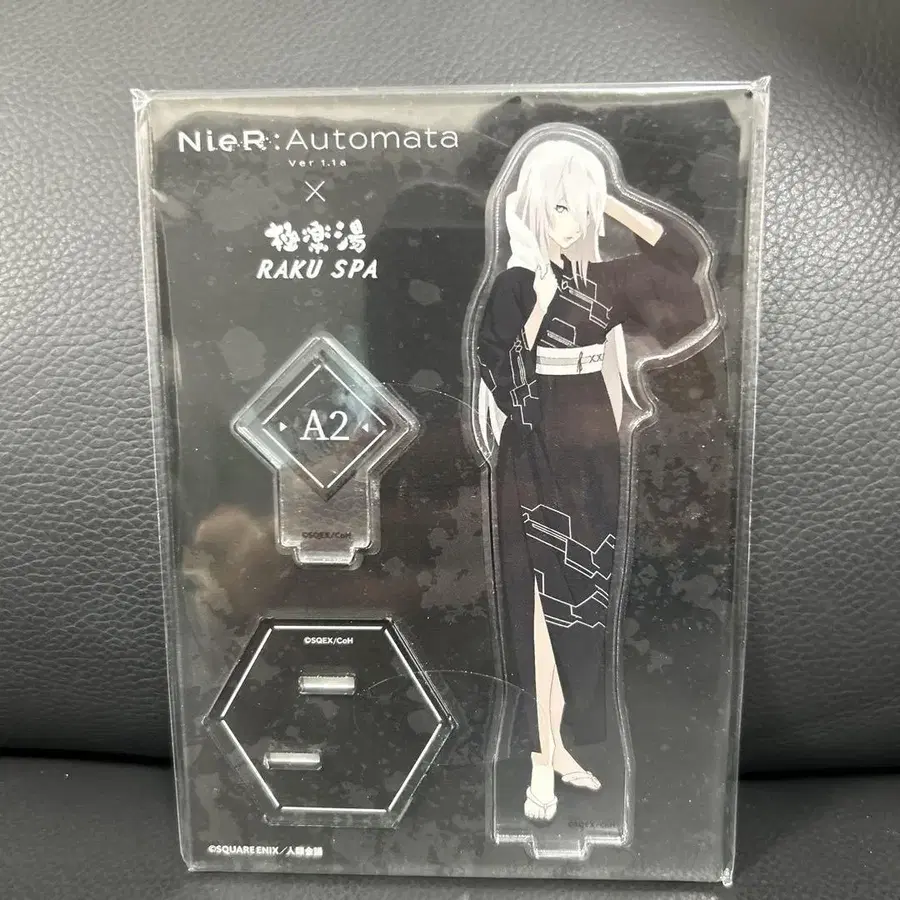 NieR:Automata
Ver 1.1a
×
極楽湯
RAKU SPA
A2
©SQEX/CoH
©SQEX/CoH
©SQEX/CoH
©SQUARE ENIX/人類会議